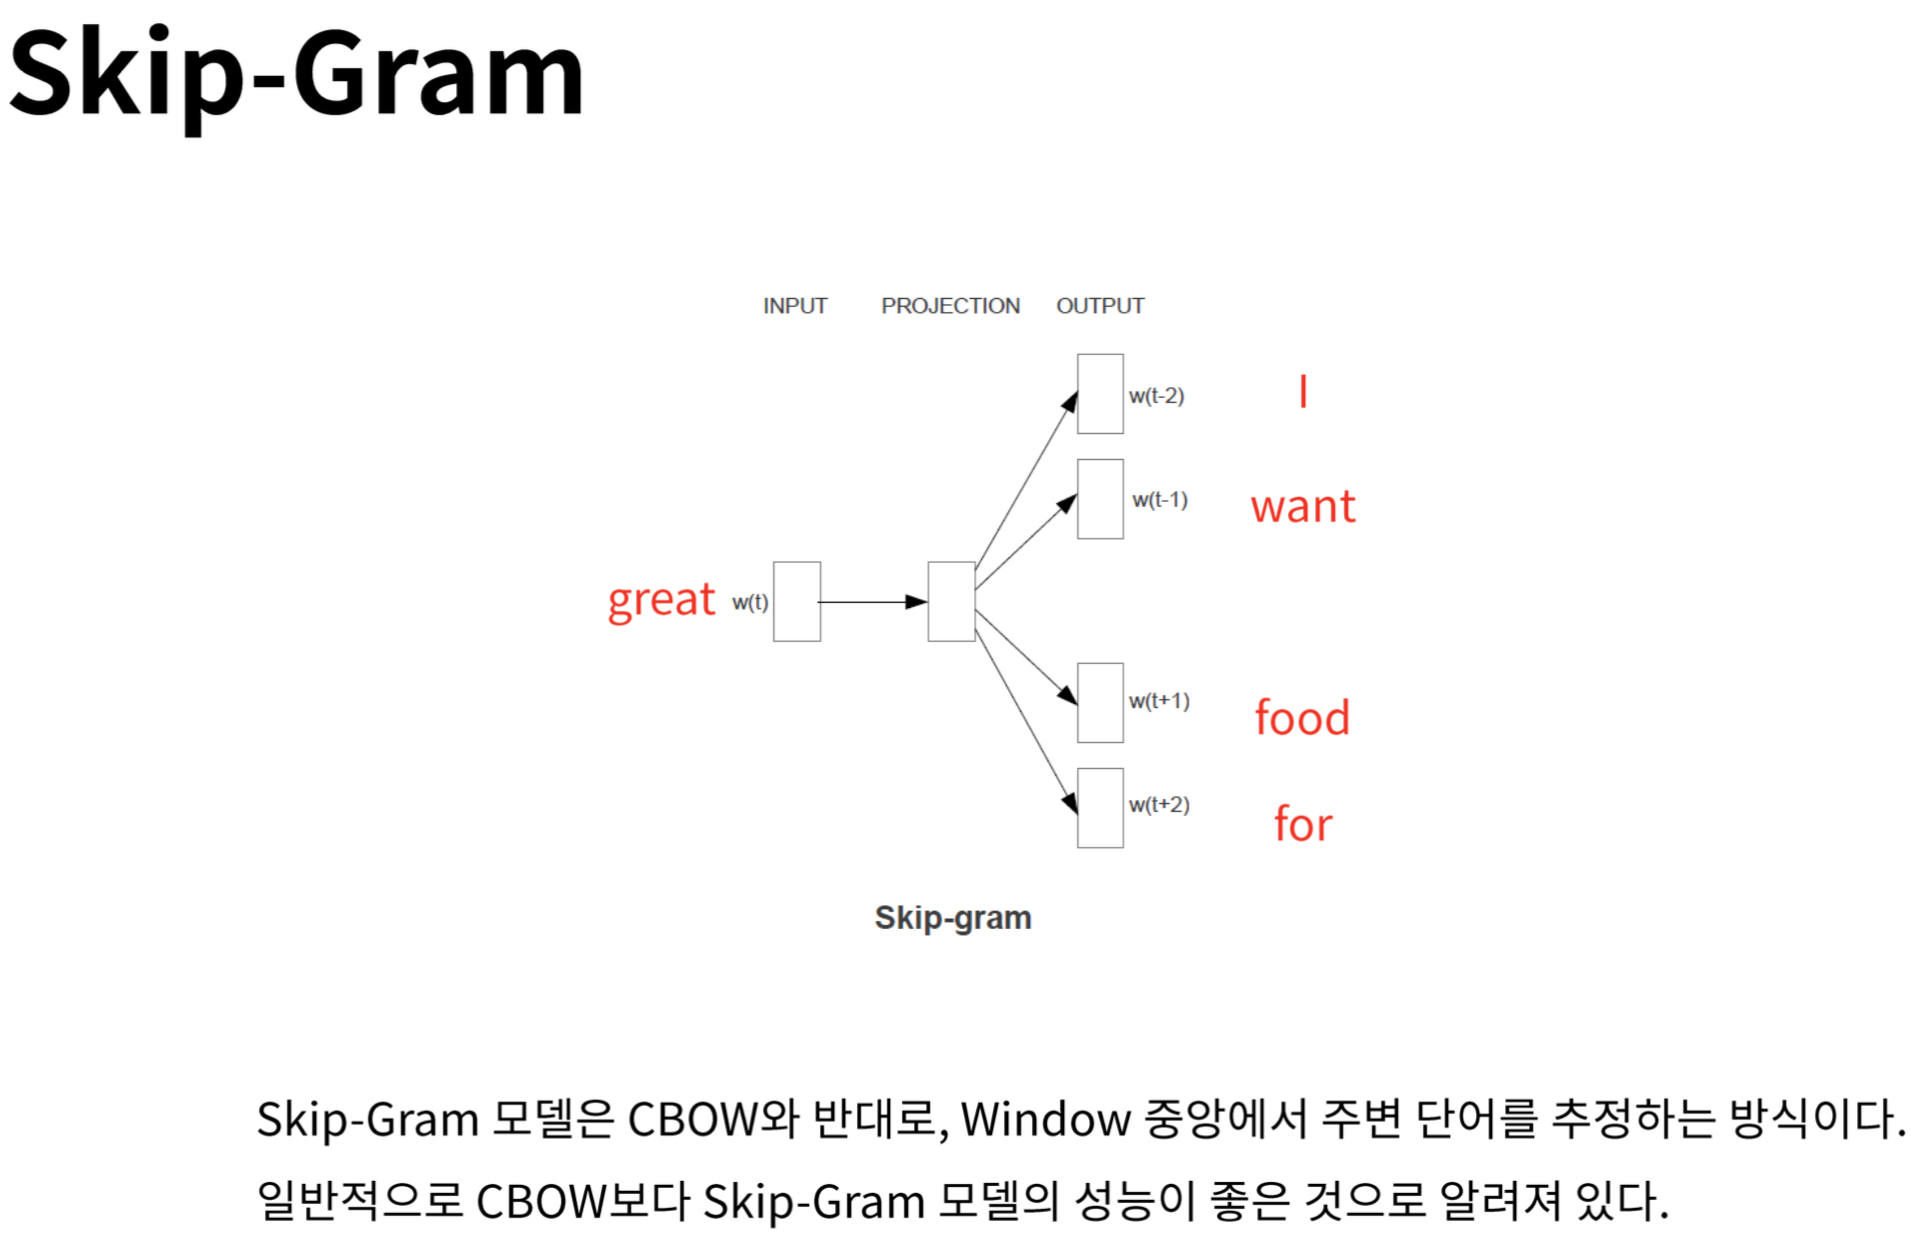 Skip-Gram
INPUT PROJECTION OUTPUT
w(t-2) I
w(t-1) want
great w(t)
w(t+1) food
w(t+2) for
Skip-gram
Skip-Gram 모델은 CBOW와 반대로, Window 중앙에서 주변 단어를 추정하는 방식이다.
일반적으로 CBOW보다 Skip-Gram 모델의 성능이 좋은 것으로 알려져 있다.